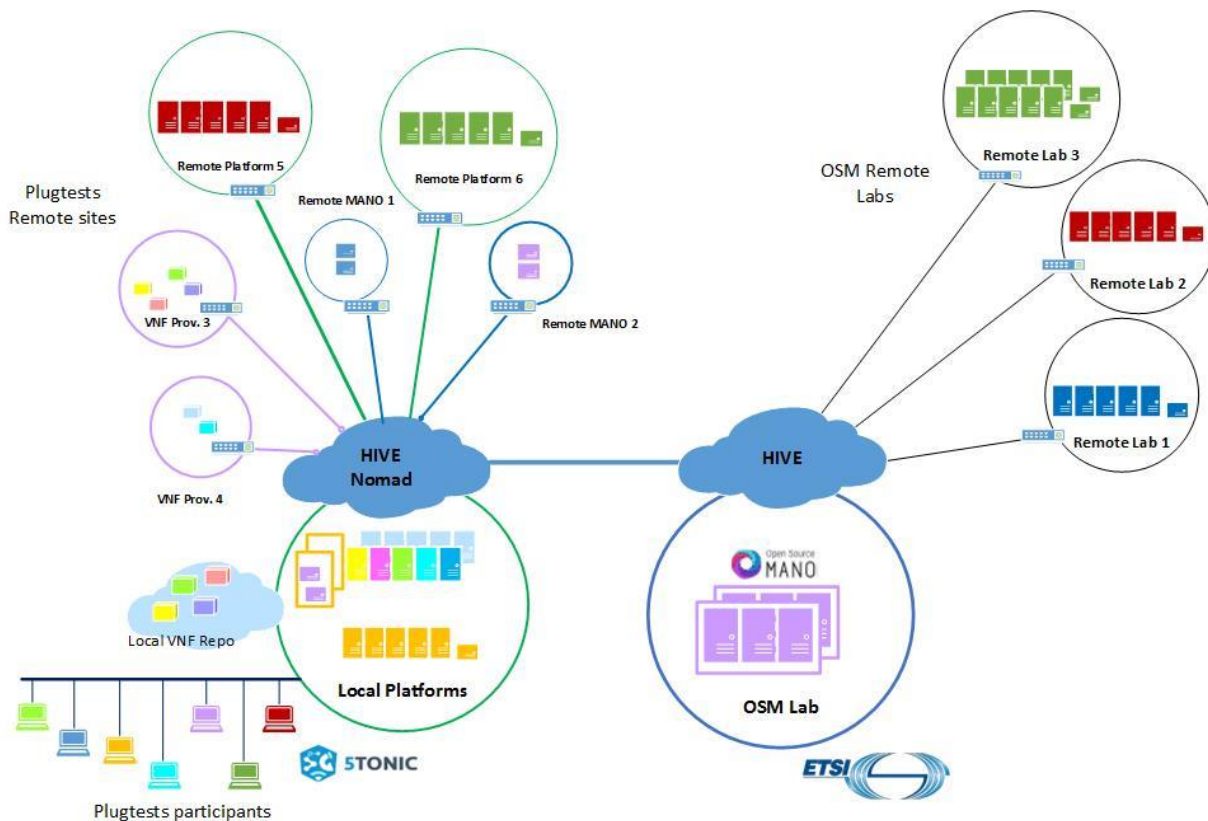 Remote Platform 5
Remote Platform 6
Plugtests
Remote sites
Remote MANO 1
Remote MANO 2
VNF Prov. 3
VNF Prov. 4
OSM Remote
Labs
Remote Lab 3
Remote Lab 2
Remote Lab 1
HIVE
Nomad
HIVE
Local VNF Repo
Local Platforms
Open Source
MANO
OSM Lab
5TONIC
ETSI
Plugtests participants